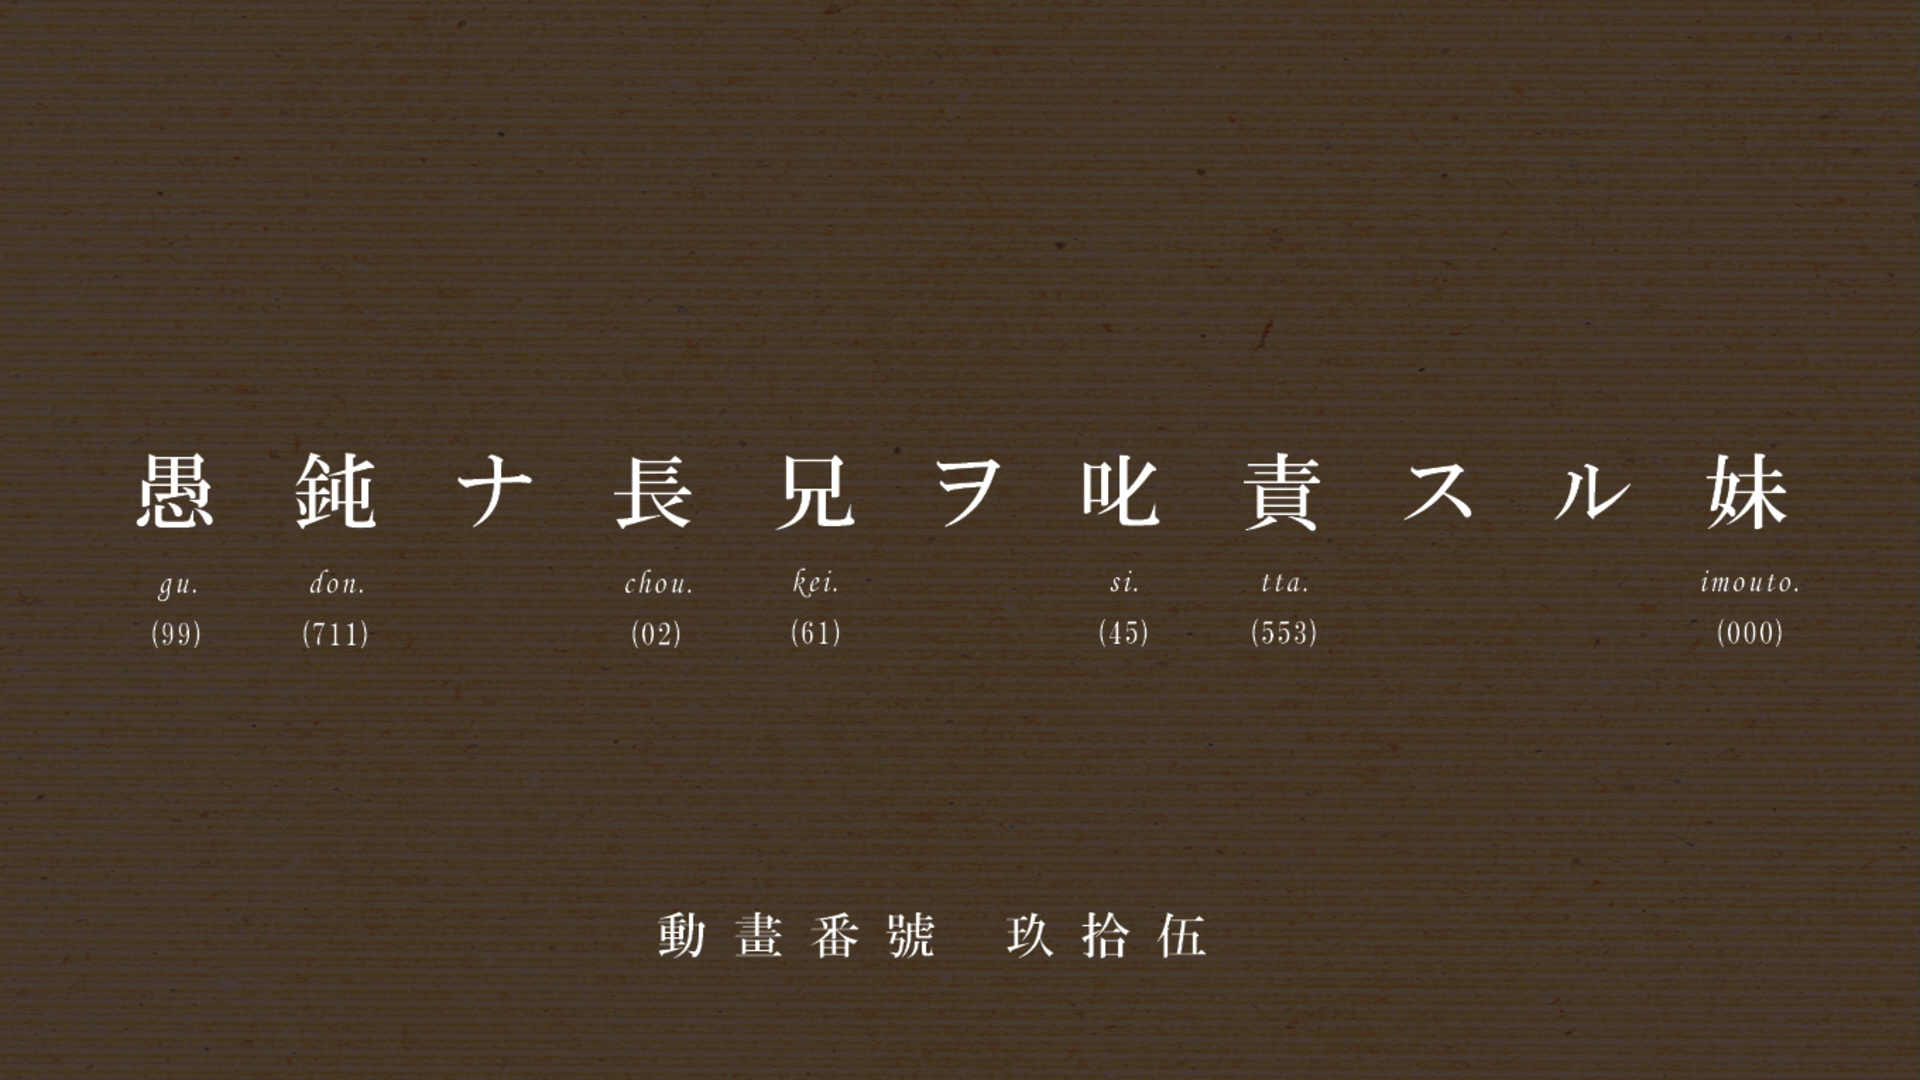 愚鈍ナ長兄ヲ叱責スル妹
gu. don. chou. kei. si. tta. imouto.
(99) (711) (02) (61) (45) (553) (000)
動畫番號 玖拾伍